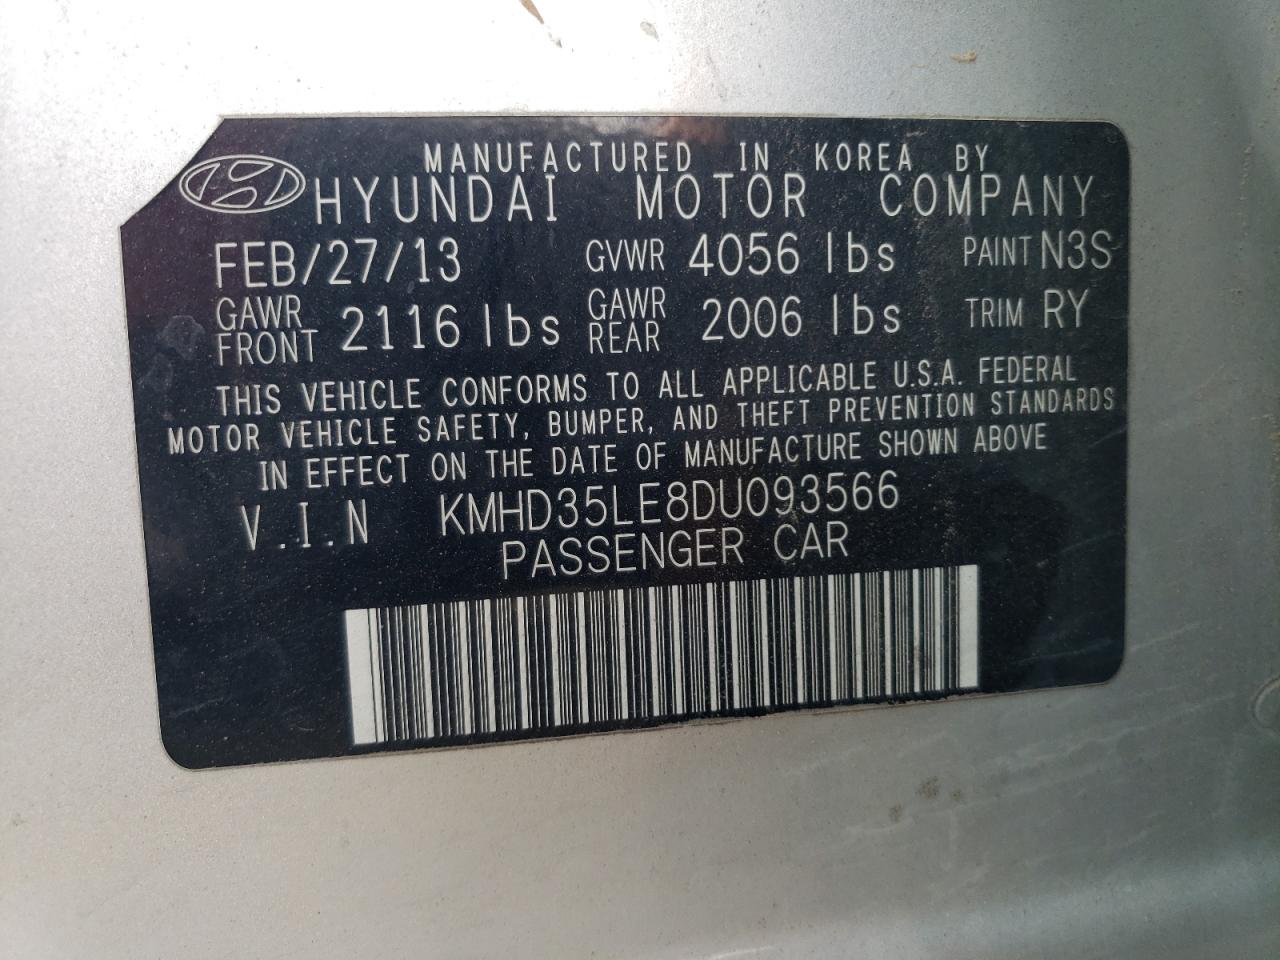 MANUFACTURED IN KOREA BY
HYUNDAI MOTOR COMPANY
FEB/27/13 GVWR 4056 lbs PAINT N3S
GAWR FRONT 2116 lbs GAWR REAR 2006 lbs TRIM RY
THIS VEHICLE CONFORMS TO ALL APPLICABLE U.S.A. FEDERAL
MOTOR VEHICLE SAFETY, BUMPER, AND THEFT PREVENTION STANDARDS
IN EFFECT ON THE DATE OF MANUFACTURE SHOWN ABOVE
V.I.N KMHD35LE8DU093566
PASSENGER CAR